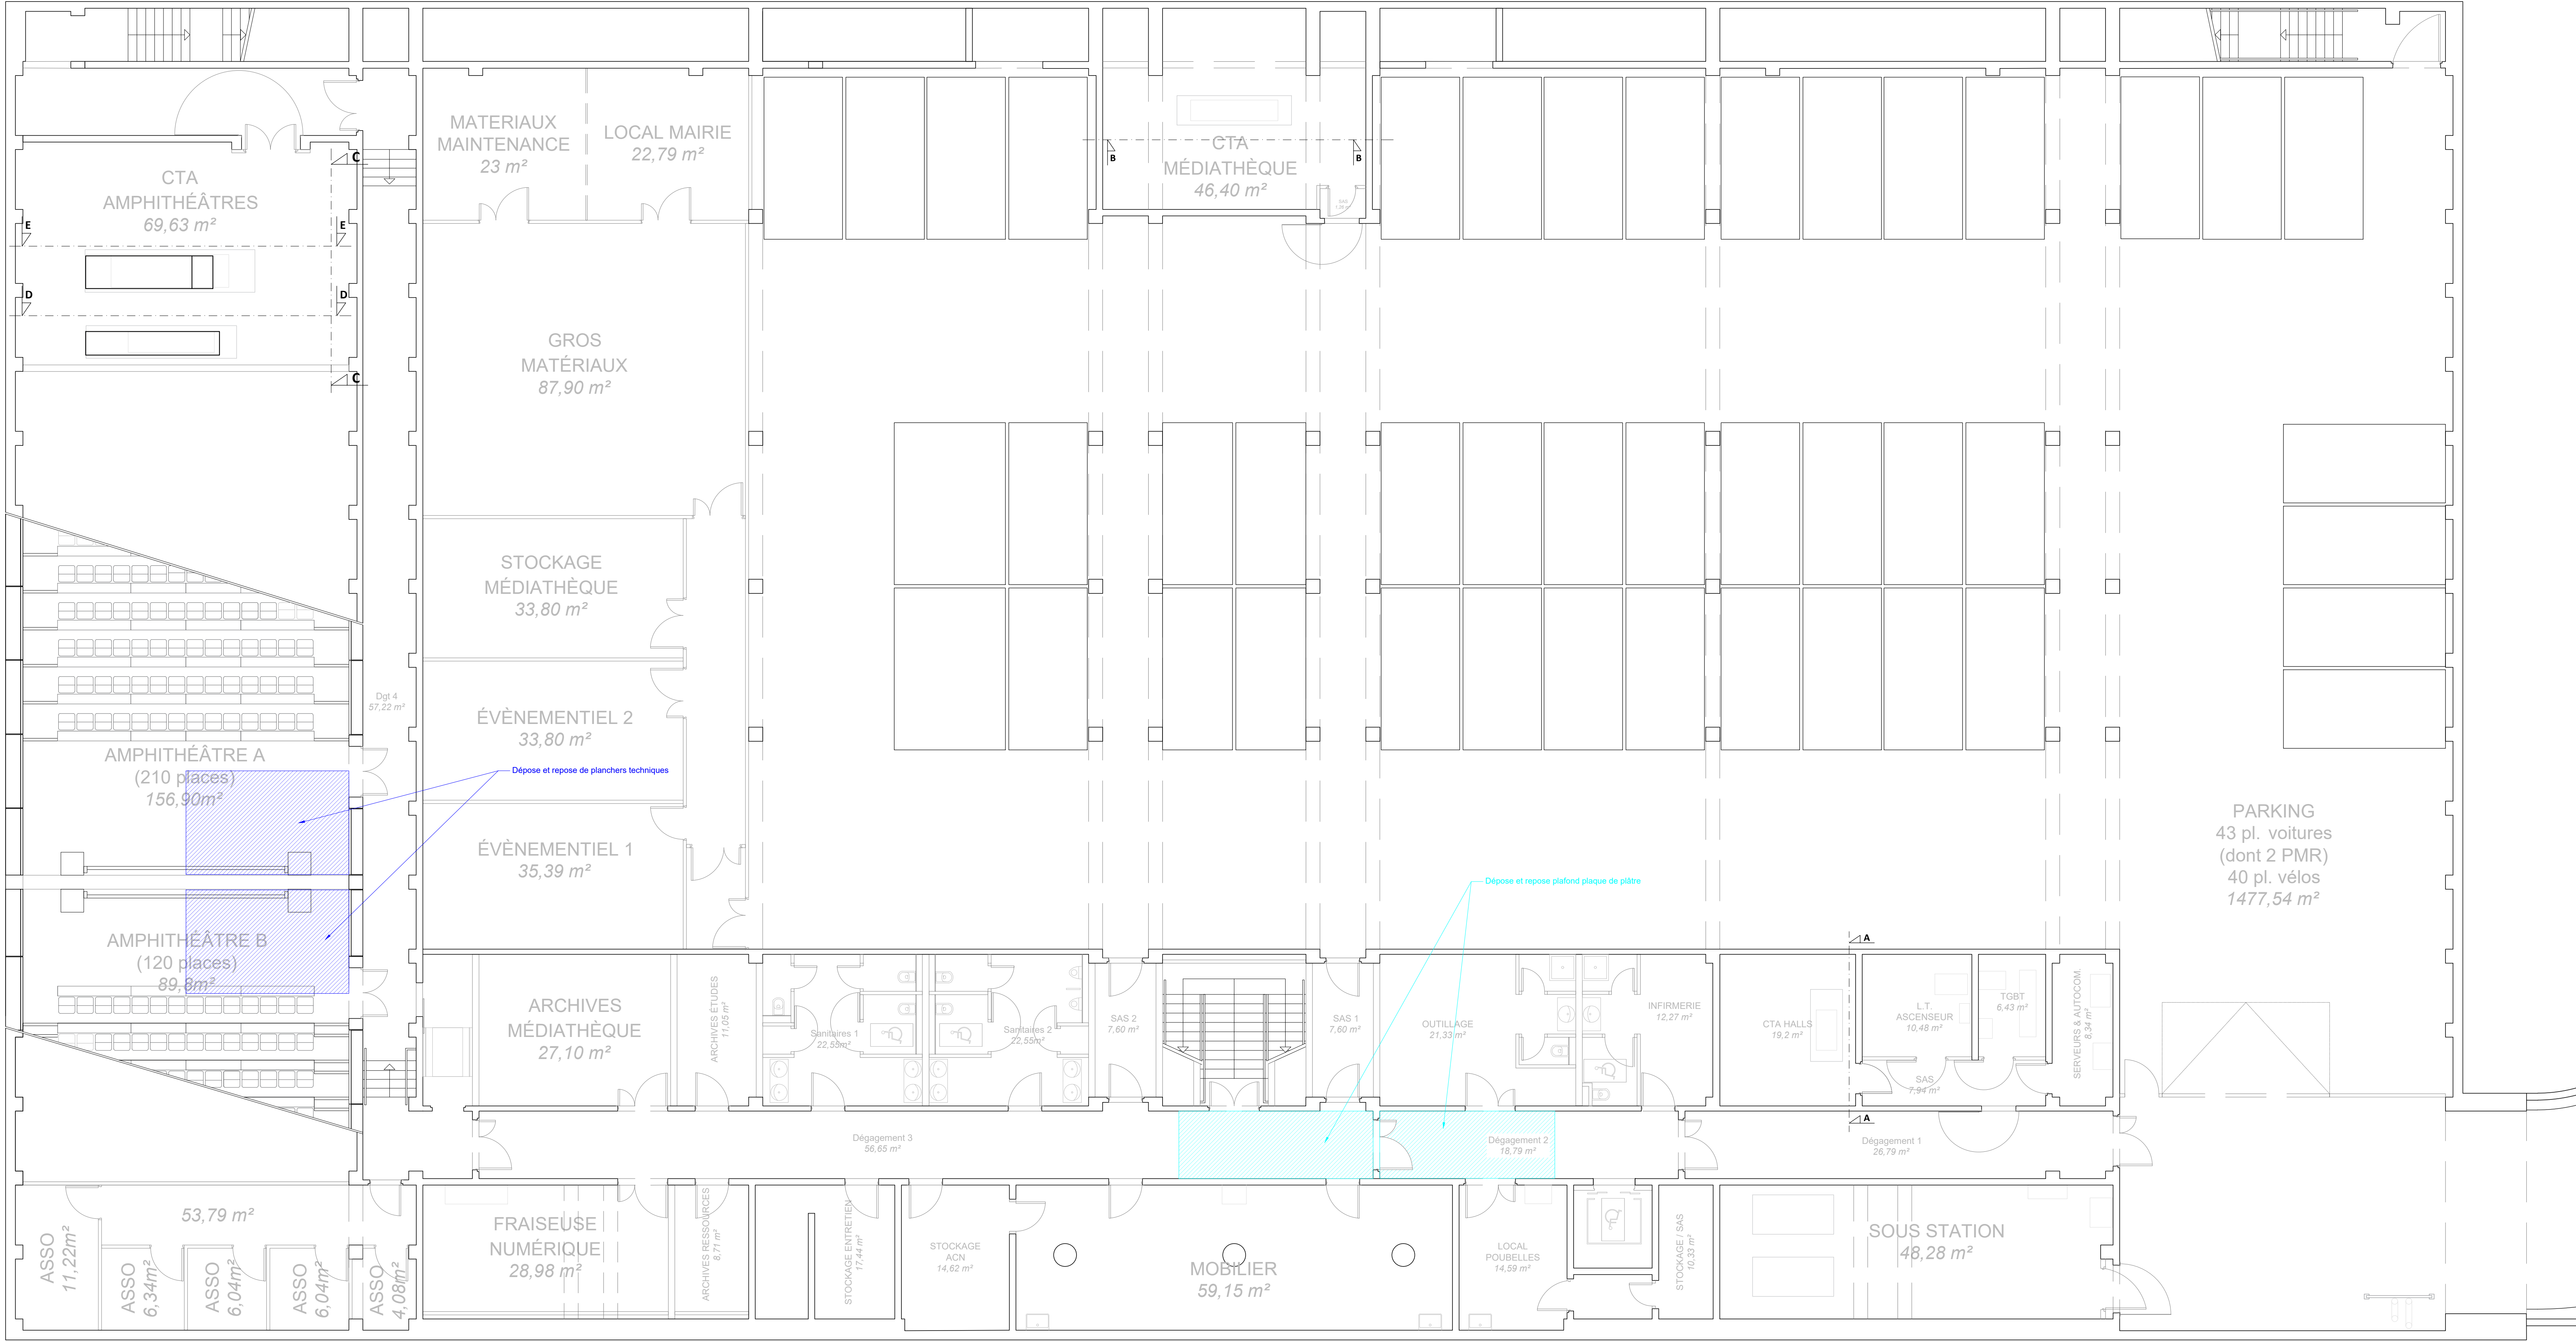 MATERIAUX
MAINTENANCE
23 m²
LOCAL MAIRIE
22,79 m²
CTA
MÉDIATHÈQUE
46,40 m²
B
B
SAS
C
CTA
AMPHITHÉÂTRES
69,63 m²
E
E
D
D
C
GROS
MATÉRIAUX
87,90 m²
STOCKAGE
MÉDIATHÈQUE
33,80 m²
Dgt 4
57,22 m²
ÉVÈNEMENTIEL 2
33,80 m²
AMPHITHÉÂTRE A
(210 places)
156,90m²
Dépose et repose de planchers techniques
ÉVÈNEMENTIEL 1
35,39 m²
PARKING
43 pl. voitures
(dont 2 PMR)
40 pl. vélos
1477,54 m²
Dépose et repose plafond plaque de plâtre
AMPHITHÉÂTRE B
(120 places)
89,8m²
A
ARCHIVES
MÉDIATHÈQUE
27,10 m²
ARCHIVES ÉTUDES
11,05 m²
Sanitaires 1
22,55m²
Sanitaires 2
22,55m²
SAS 2
7,60 m²
SAS 1
7,60 m²
OUTILLAGE
21,33 m²
INFIRMERIE
12,27 m²
CTA HALLS
19,2 m²
L.T.
ASCENSEUR
10,48 m²
TGBT
6,43 m²
SERVEURS & AUTOCOM.
8,34 m²
SAS
7,94 m²
A
Dégagement 3
56,65 m²
Dégagement 2
18,79 m²
Dégagement 1
26,79 m²
53,79 m²
ASSO
11,22m²
ASSO
6,34m²
ASSO
6,04m²
ASSO
6,04m²
ASSO
4,08m²
FRAISEUSE
NUMÉRIQUE
28,98 m²
ARCHIVES RESSOURCES
8,71 m²
STOCKAGE ENTRETIEN
17,44 m²
STOCKAGE
ACN
14,62 m²
MOBILIER
59,15 m²
LOCAL
POUBELLES
14,59 m²
STOCKAGE / SAS
10,33 m²
SOUS STATION
48,28 m²